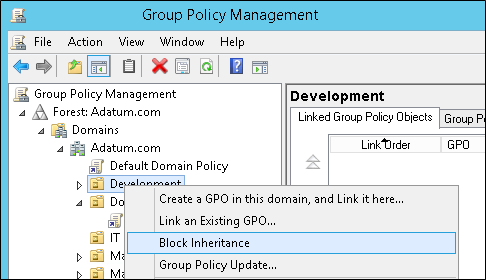 Group Policy Management
File Action View Window Help
Group Policy Management
Forest: Adatum.com
Domains
Adatum.com
Default Domain Policy
Development
Do
IT
Ma
Development
Linked Group Policy Objects Group Po
Link Order GPO
Create a GPO in this domain, and Link it here...
Link an Existing GPO...
Block Inheritance
Group Policy Update...